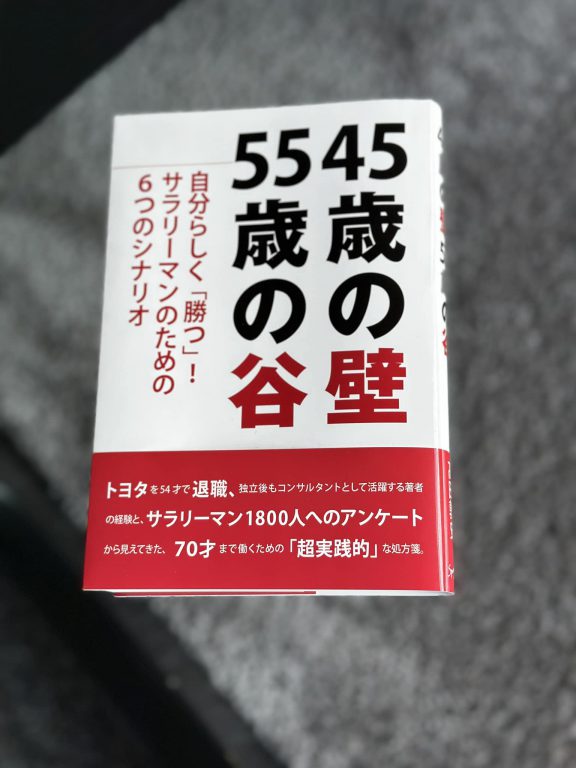 45歳の壁
55歳の谷
自分らしく「勝つ」！
サラリーマンのための
６つのシナリオ
トヨタを54才で退職、独立後もコンサルタントとして活躍する著者
の経験と、サラリーマン1800人へのアンケート
から見えてきた、70才まで働くための「超実践的」な処方箋。